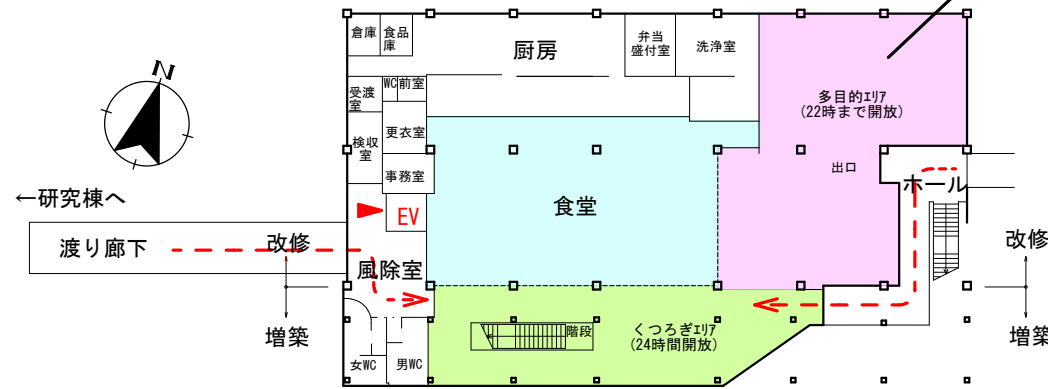 倉庫
食品
庫
厨房
弁当
盛付室
洗浄室
N
WC
前室
受渡
室
多目的ｴﾘｱ
(22時まで開放)
検収
室
更衣室
事務室
出口
ホール
←研究棟へ
EV
食堂
渡り廊下
改修
風除室
改修
増築
階段
くつろぎｴﾘｱ
(24時間開放)
増築
女WC
男WC